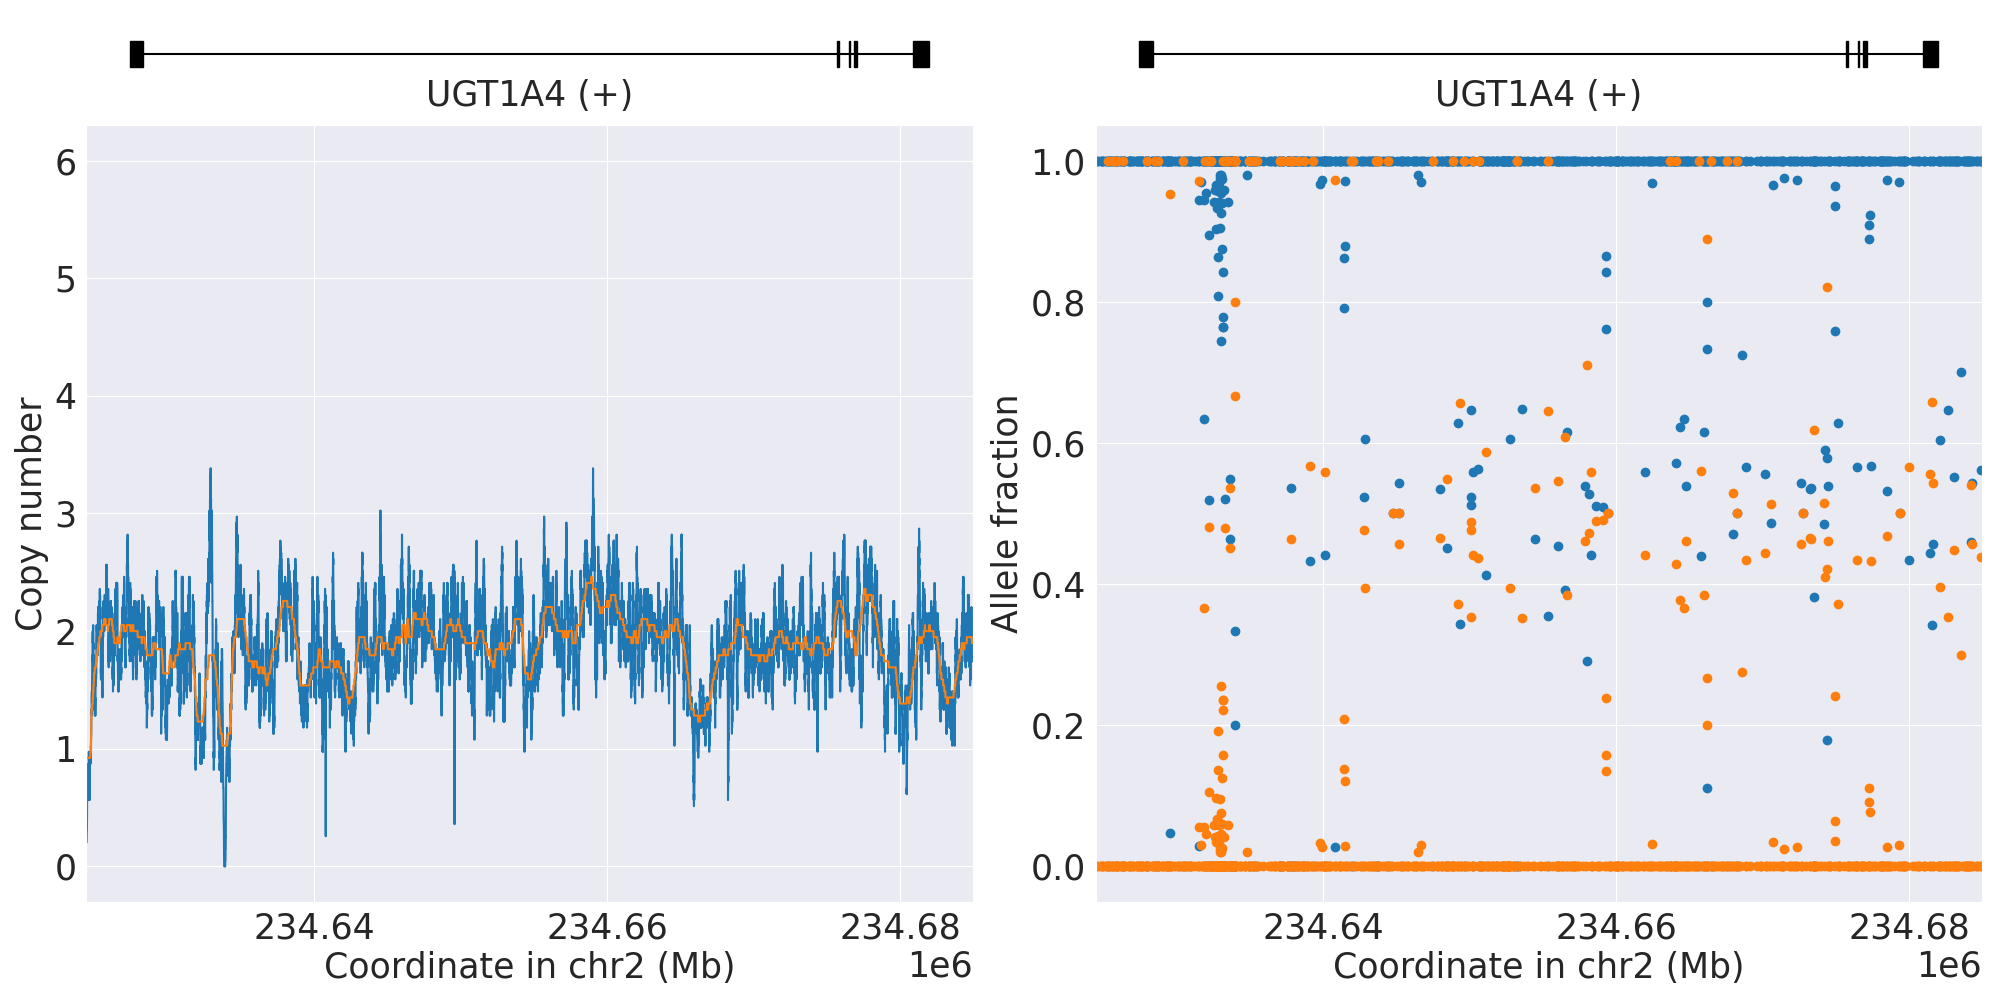 UGT1A4 (+)
6
5
4
3
2
1
0
Copy number
234.64
234.66
234.68
Coordinate in chr2 (Mb)
1e6
UGT1A4 (+)
1.0
0.8
0.6
0.4
0.2
0.0
Allele fraction
234.64
234.66
234.68
Coordinate in chr2 (Mb)
1e6